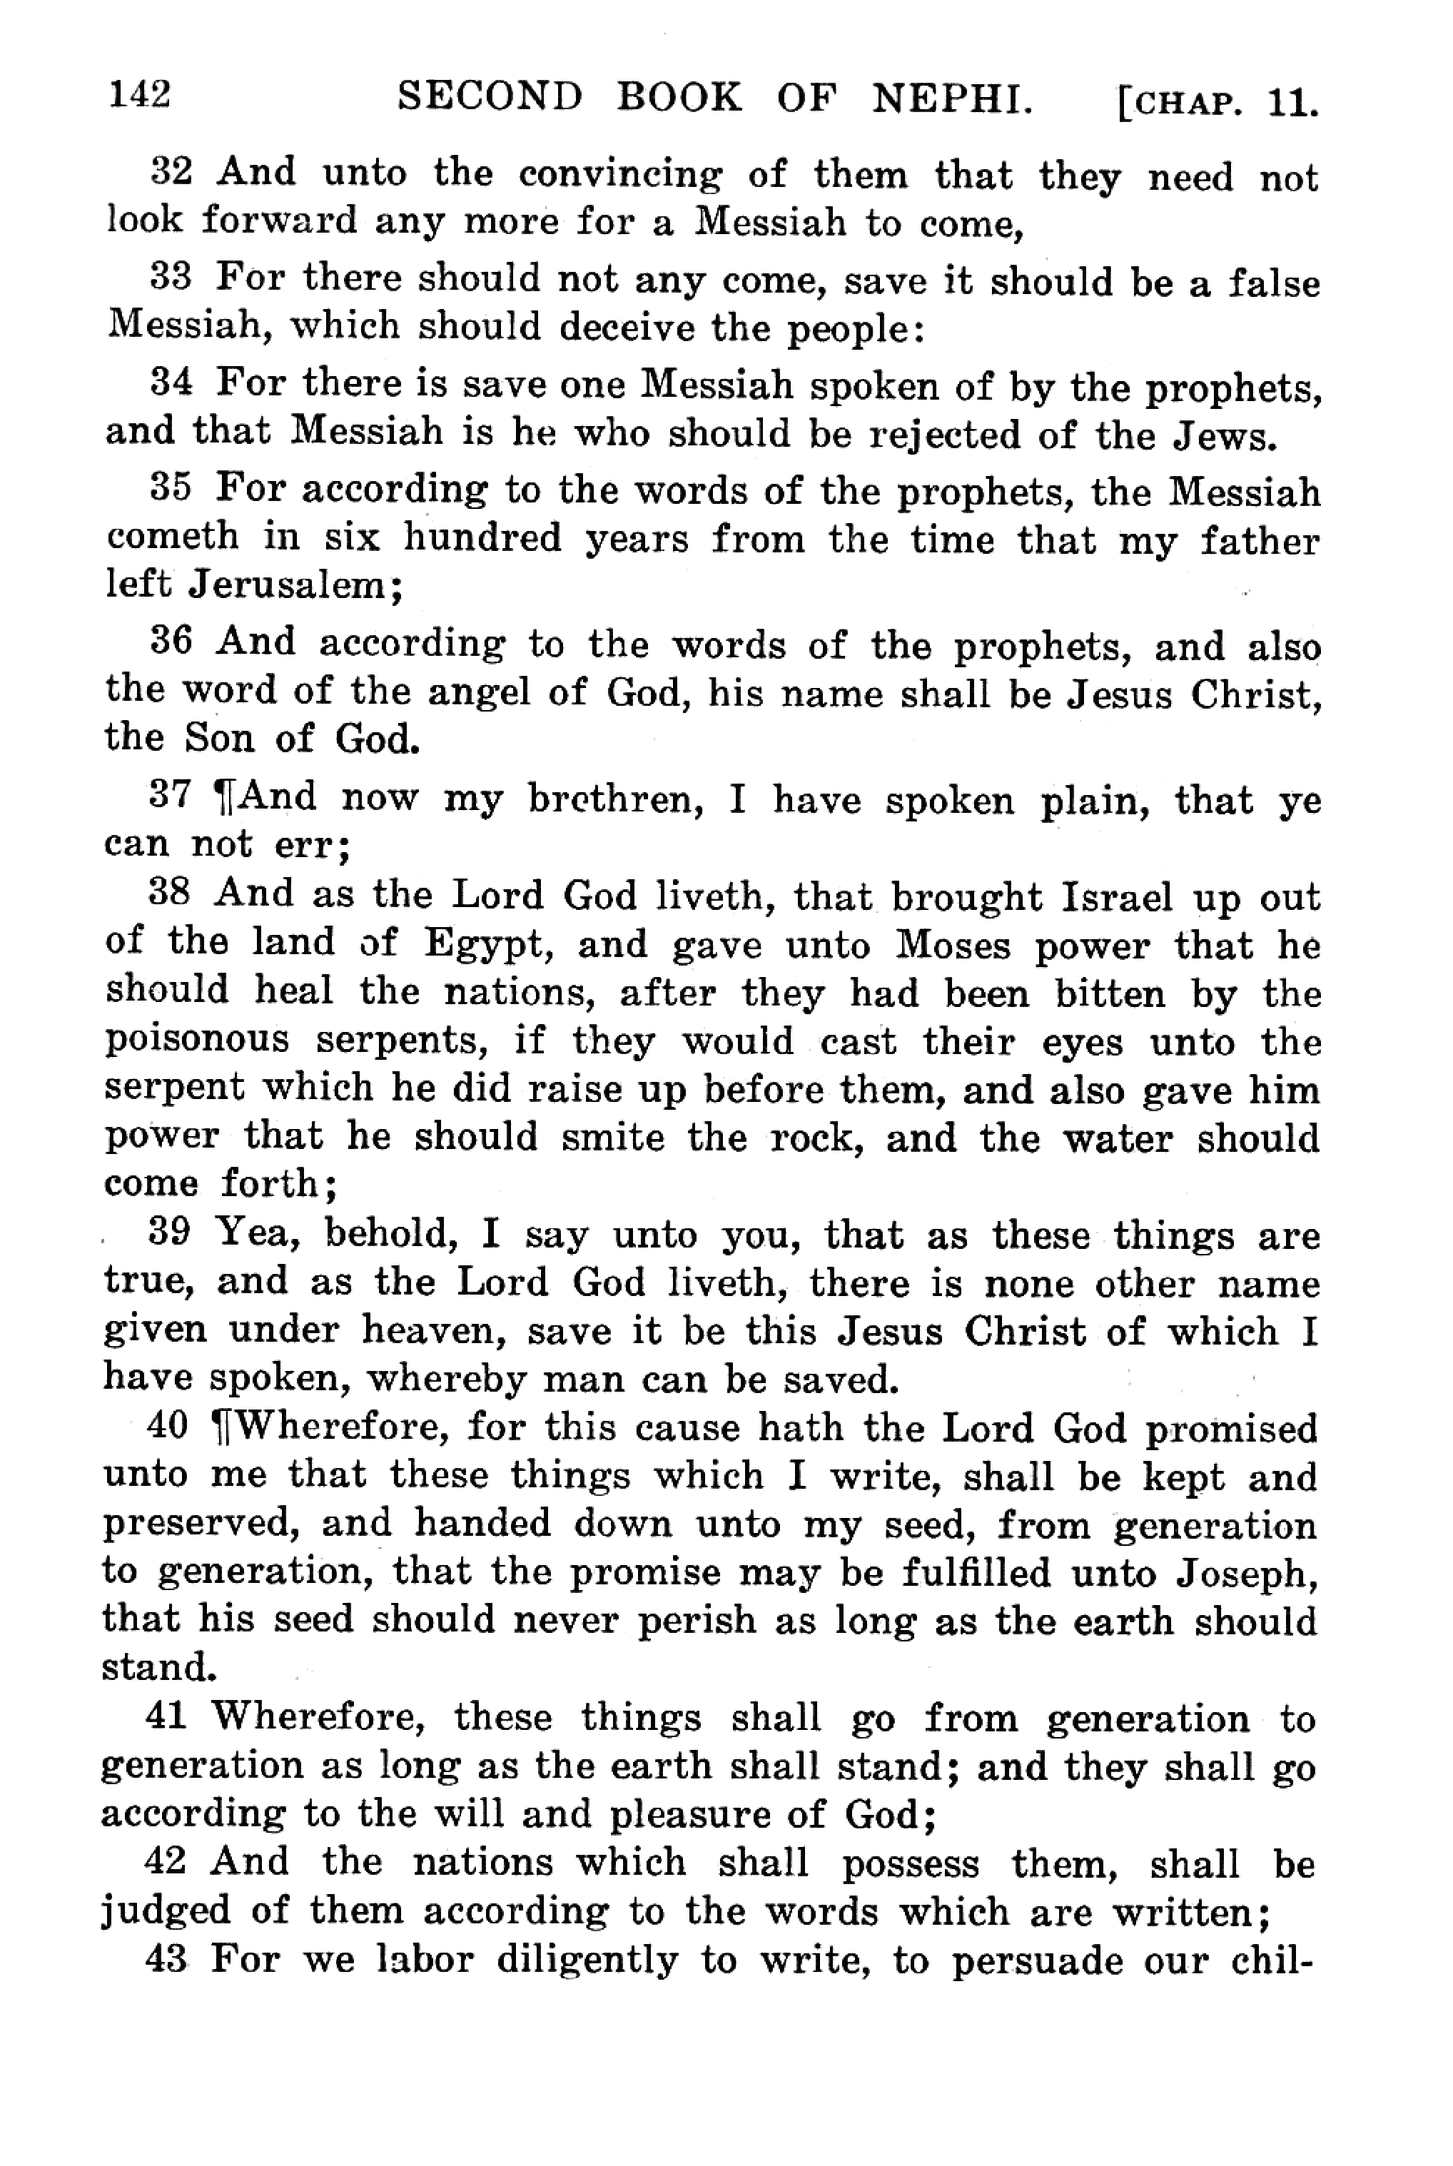 142 SECOND BOOK OF NEPHI. [CHAP. 11.
32 And unto the convincing of them that they need not
look forward any more for a Messiah to come,
33 For there should not any come, save it should be a false
Messiah, which should deceive the people:
34 For there is save one Messiah spoken of by the prophets,
and that Messiah is he who should be rejected of the Jews.
35 For according to the words of the prophets, the Messiah
cometh in six hundred years from the time that my father
left Jerusalem;
36 And according to the words of the prophets, and also
the word of the angel of God, his name shall be Jesus Christ,
the Son of God.
37 ¶And now my brethren, I have spoken plain, that ye
can not err;
38 And as the Lord God liveth, that brought Israel up out
of the land of Egypt, and gave unto Moses power that he
should heal the nations, after they had been bitten by the
poisonous serpents, if they would cast their eyes unto the
serpent which he did raise up before them, and also gave him
power that he should smite the rock, and the water should
come forth;
39 Yea, behold, I say unto you, that as these things are
true, and as the Lord God liveth, there is none other name
given under heaven, save it be this Jesus Christ of which I
have spoken, whereby man can be saved.
40 ¶Wherefore, for this cause hath the Lord God promised
unto me that these things which I write, shall be kept and
preserved, and handed down unto my seed, from generation
to generation, that the promise may be fulfilled unto Joseph,
that his seed should never perish as long as the earth should
stand.
41 Wherefore, these things shall go from generation to
generation as long as the earth shall stand; and they shall go
according to the will and pleasure of God;
42 And the nations which shall possess them, shall be
judged of them according to the words which are written;
43 For we labor diligently to write, to persuade our chil-